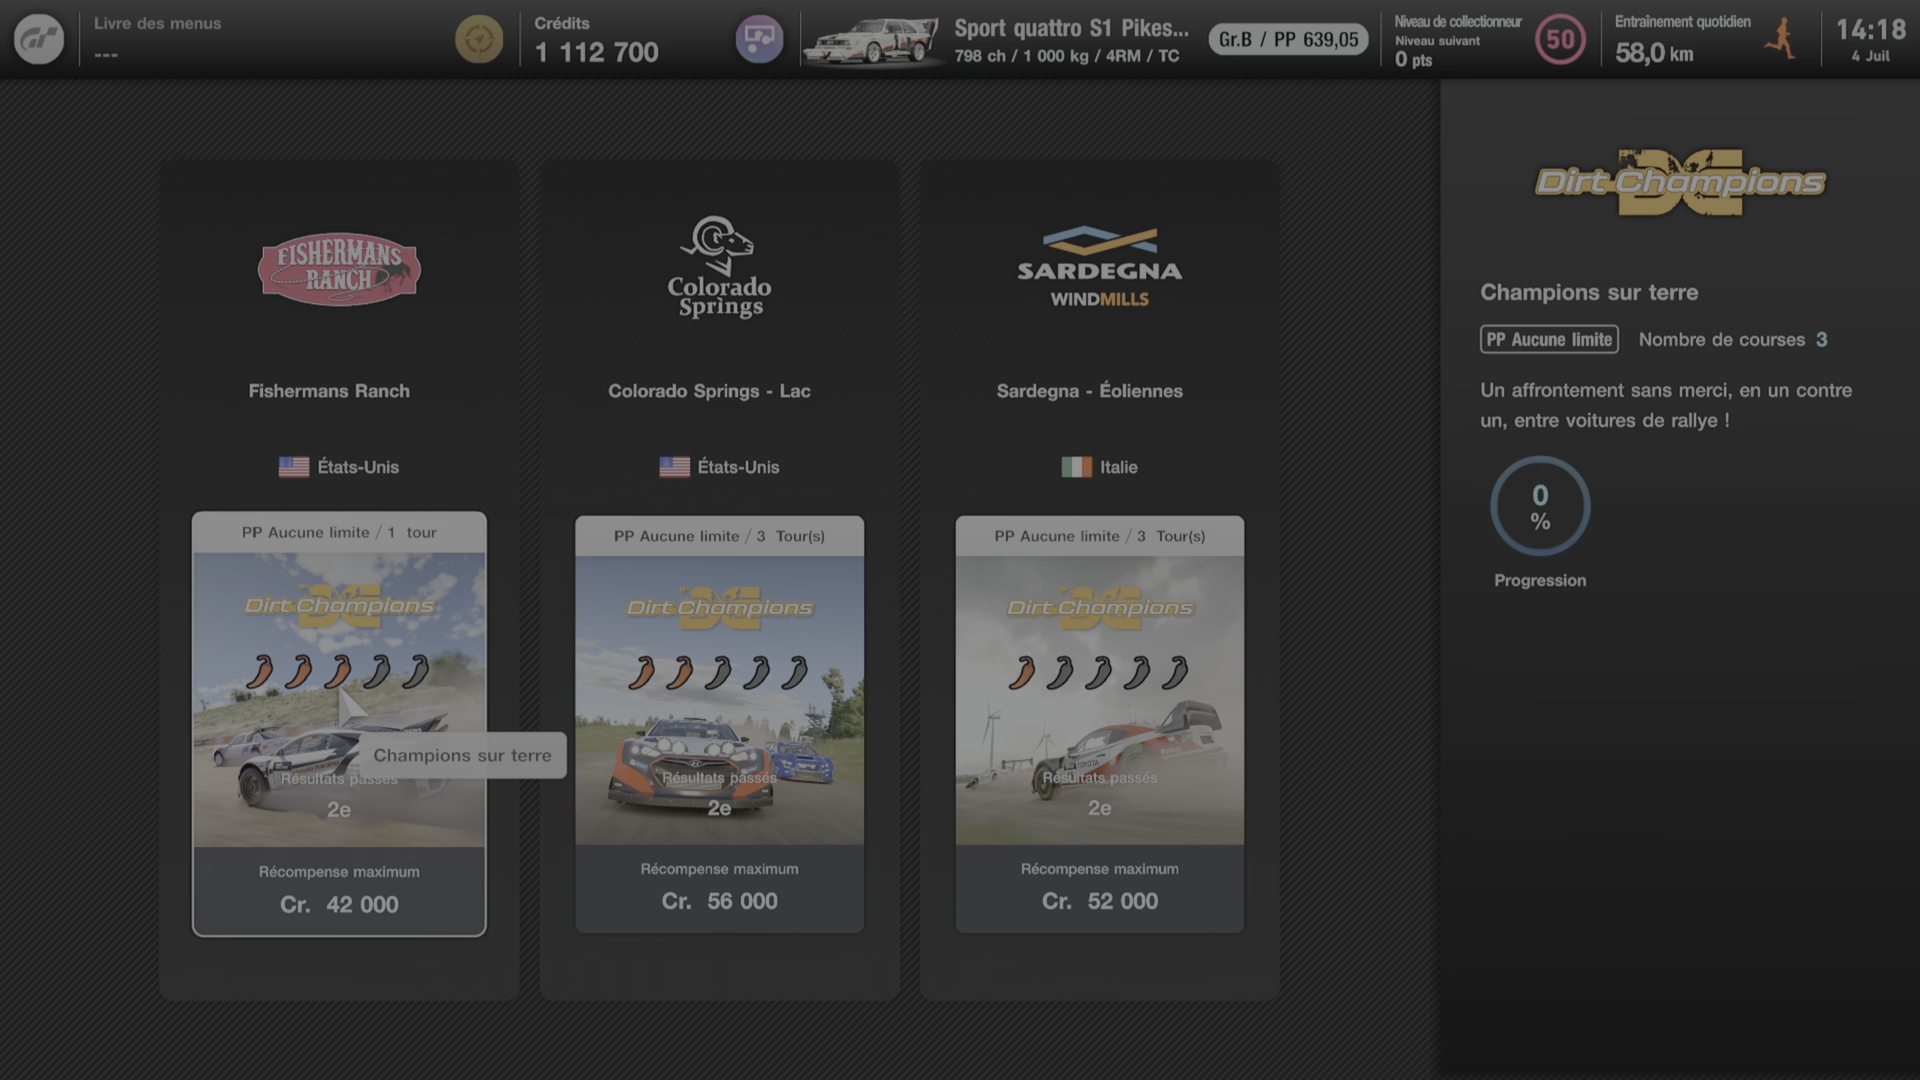 Livre des menus
---
Crédits
1 112 700
Sport quattro S1 Pikes...
798 ch / 1 000 kg / 4RM / TC
Gr.B / PP 639,05
Niveau de collectionneur
Niveau suivant
0 pts
50
Entraînement quotidien
58,0 km
14:18
4 Juil
FISHERMANS
RANCH
Fishermans Ranch
États-Unis
PP Aucune limite / 1 tour
Dirt Champions
Résultats passés
2e
Récompense maximum
Cr. 42 000
Champions sur terre
Colorado
Springs
Colorado Springs - Lac
États-Unis
PP Aucune limite / 3 Tour(s)
Dirt Champions
Résultats passés
2e
Récompense maximum
Cr. 56 000
SARDEGNA
WINDMILLS
Sardegna - Éoliennes
Italie
PP Aucune limite / 3 Tour(s)
Dirt Champions
TOYOTA
Résultats passés
2e
Récompense maximum
Cr. 52 000
Dirt Champions
Champions sur terre
PP Aucune limite
Nombre de courses 3
Un affrontement sans merci, en un contre
un, entre voitures de rallye !
0
%
Progression